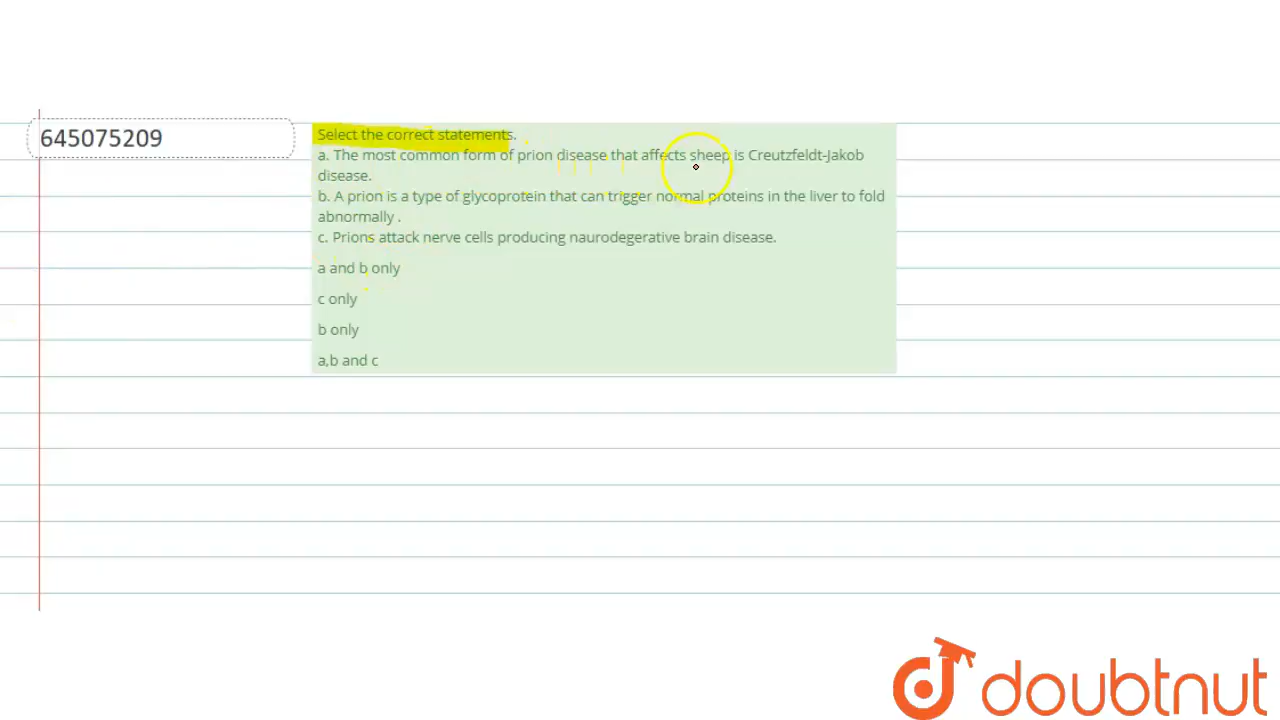 645075209
Select the correct statements.
a. The most common form of prion disease that affects sheep is Creutzfeldt-Jakob
disease.
b. A prion is a type of glycoprotein that can trigger normal proteins in the liver to fold
abnormally .
c. Prions attack nerve cells producing naurodegerative brain disease.
a and b only
c only
b only
a,b and c
doubtnut